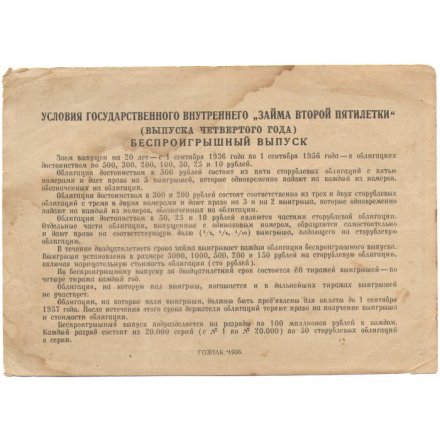 УСЛОВИЯ ГОСУДАРСТВЕННОГО ВНУТРЕННЕГО „ЗАЙМА ВТОРОЙ ПЯТИЛЕТКИ“
(ВЫПУСКА ЧЕТВЕРТОГО ГОДА)
БЕСПРОИГРЫШНЫЙ ВЫПУСК
Заем выпущен на 20 лет—с 1 сентября 1936 года по 1 сентября 1956 года—в облигациях
достоинством по 500, 300, 200, 100, 50, 25 и 10 рублей.
Облигация достоинством в 500 рублей состоит из пяти сторублевых облигаций с пятью
номерами и дает право на 5 выигрышей, которые одновременно падают на каждый из номеров,
обозначенных на облигации.
Облигации достоинством в 300 и 200 рублей состоят соответственно из трех и двух сторублевых
облигаций с тремя и двумя номерами и дают право на 3 и на 2 выигрыша, которые одновременно
падают на каждый из номеров, обозначенных на облигации.
Облигации достоинством в 50, 25 и 10 рублей являются частями сторублевой облигации.
Отдельные части облигации, выпущенные с одинаковым номером, обращаются самостоятельно
и дают право на соответствующую долю (¹/₂, ¹/₄, ¹/₁₀) выигрыша, падающего на сторублевую
облигацию.
В течение двадцатилетнего срока займа выигрывает каждая облигация беспроигрышного выпуска.
Выигрыши установлены в размере 3000, 1000, 500, 200 и 150 рублей на сторублевую облигацию,
включая нарицательную стоимость облигации (сто рублей).
По беспроигрышному выпуску за двадцатилетний срок состоится 80 тиражей выигрышей—по
четыре тиража каждый год.
Облигация, на которую пал выигрыш, погашается и в дальнейших тиражах выигрышей
не участвует.
Облигации, на которые пали выигрыши, должны быть предъявлены для оплаты до 1 сентября
1957 года. После истечения этого срока держатели облигаций теряют право на получение выигрыша
и стоимости облигации.
Беспроигрышный выпуск подразделяется на разряды по 100 миллионов рублей в каждом.
Каждый разряд состоит из 20.000 серий (с № 1 по № 20.000) по 50 сторублевых облигаций
в серии.
ГОЗНАК. 1936.